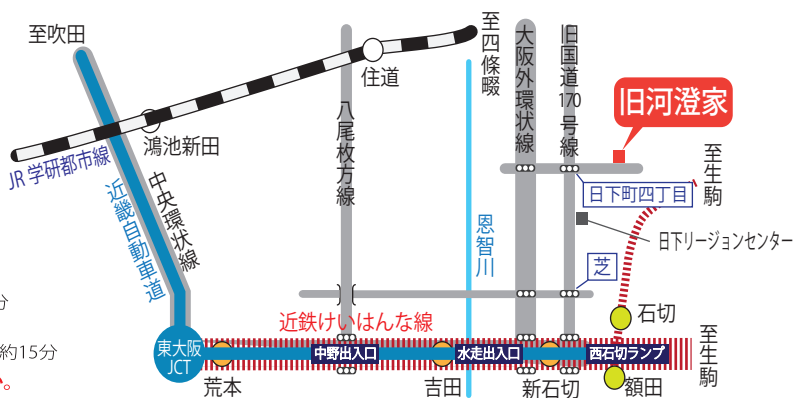 至吹田
至四條畷
大阪外環状線
旧国道170号線
住道
旧河澄家
八尾枚方線
鴻池新田
JR 学研都市線
至生駒
中央環状線
近畿自動車道
日下町四丁目
恩智川
日下リージョンセンター
芝
分
石切
近鉄けいはんな線
約15分
東大阪
JCT
中野出入口
水走出入口
西石切ランプ
至生駒
荒本
吉田
新石切
額田
。